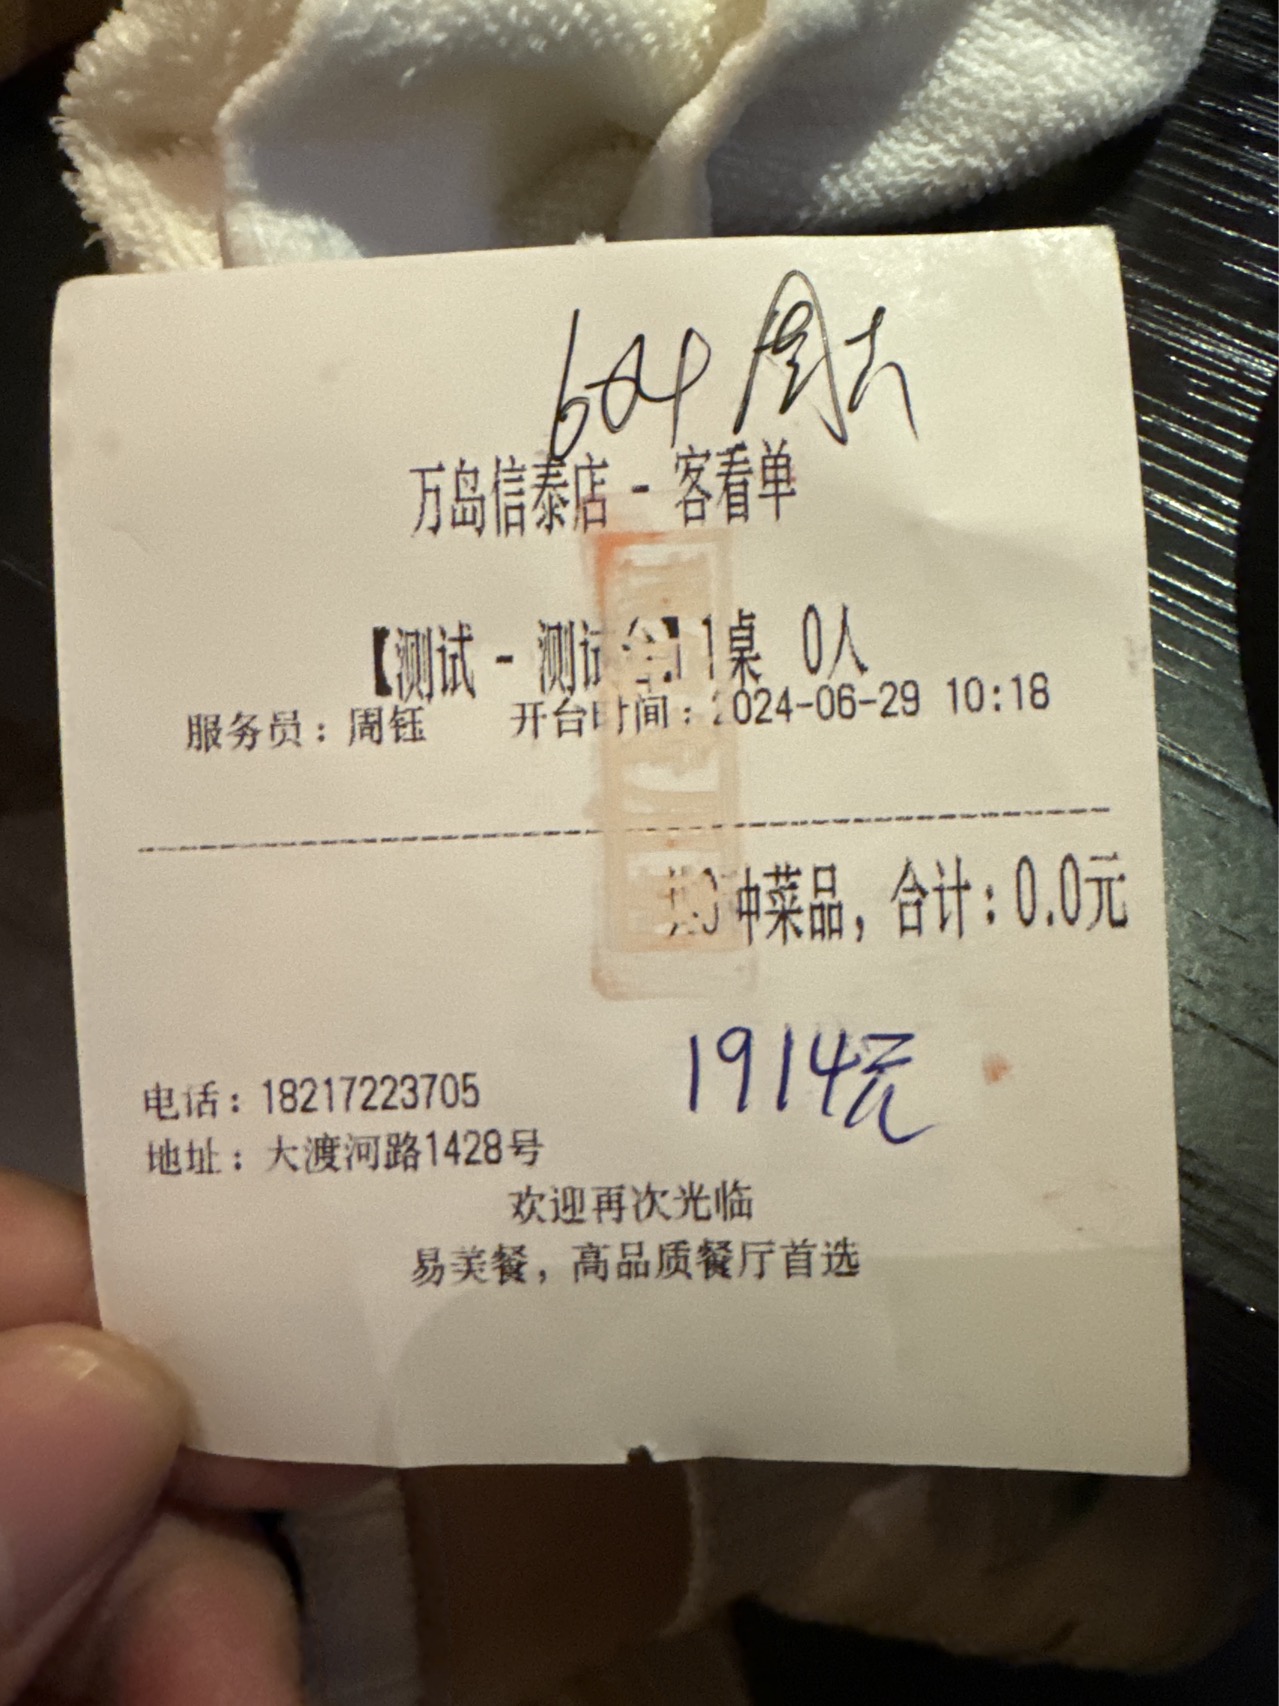 604
万岛信泰店 - 客看单
【测试 - 测试台】1桌 0人
服务员：周钰 开台时间：2024-06-29 10:18
共0种菜品，合计：0.0元
1914元
电话：18217223705
地址：大渡河路1428号
欢迎再次光临
易美餐，高品质餐厅首选